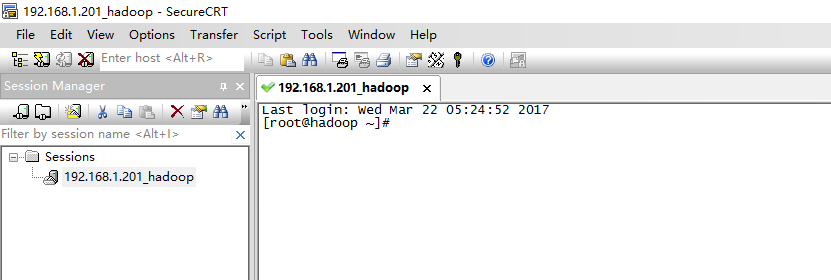 192.168.1.201_hadoop - SecureCRT
File Edit View Options Transfer Script Tools Window Help
Enter host <Alt+R>
Session Manager
192.168.1.201_hadoop
Filter by session name <Alt+I>
Sessions
192.168.1.201_hadoop
Last login: Wed Mar 22 05:24:52 2017
[root@hadoop ~]#